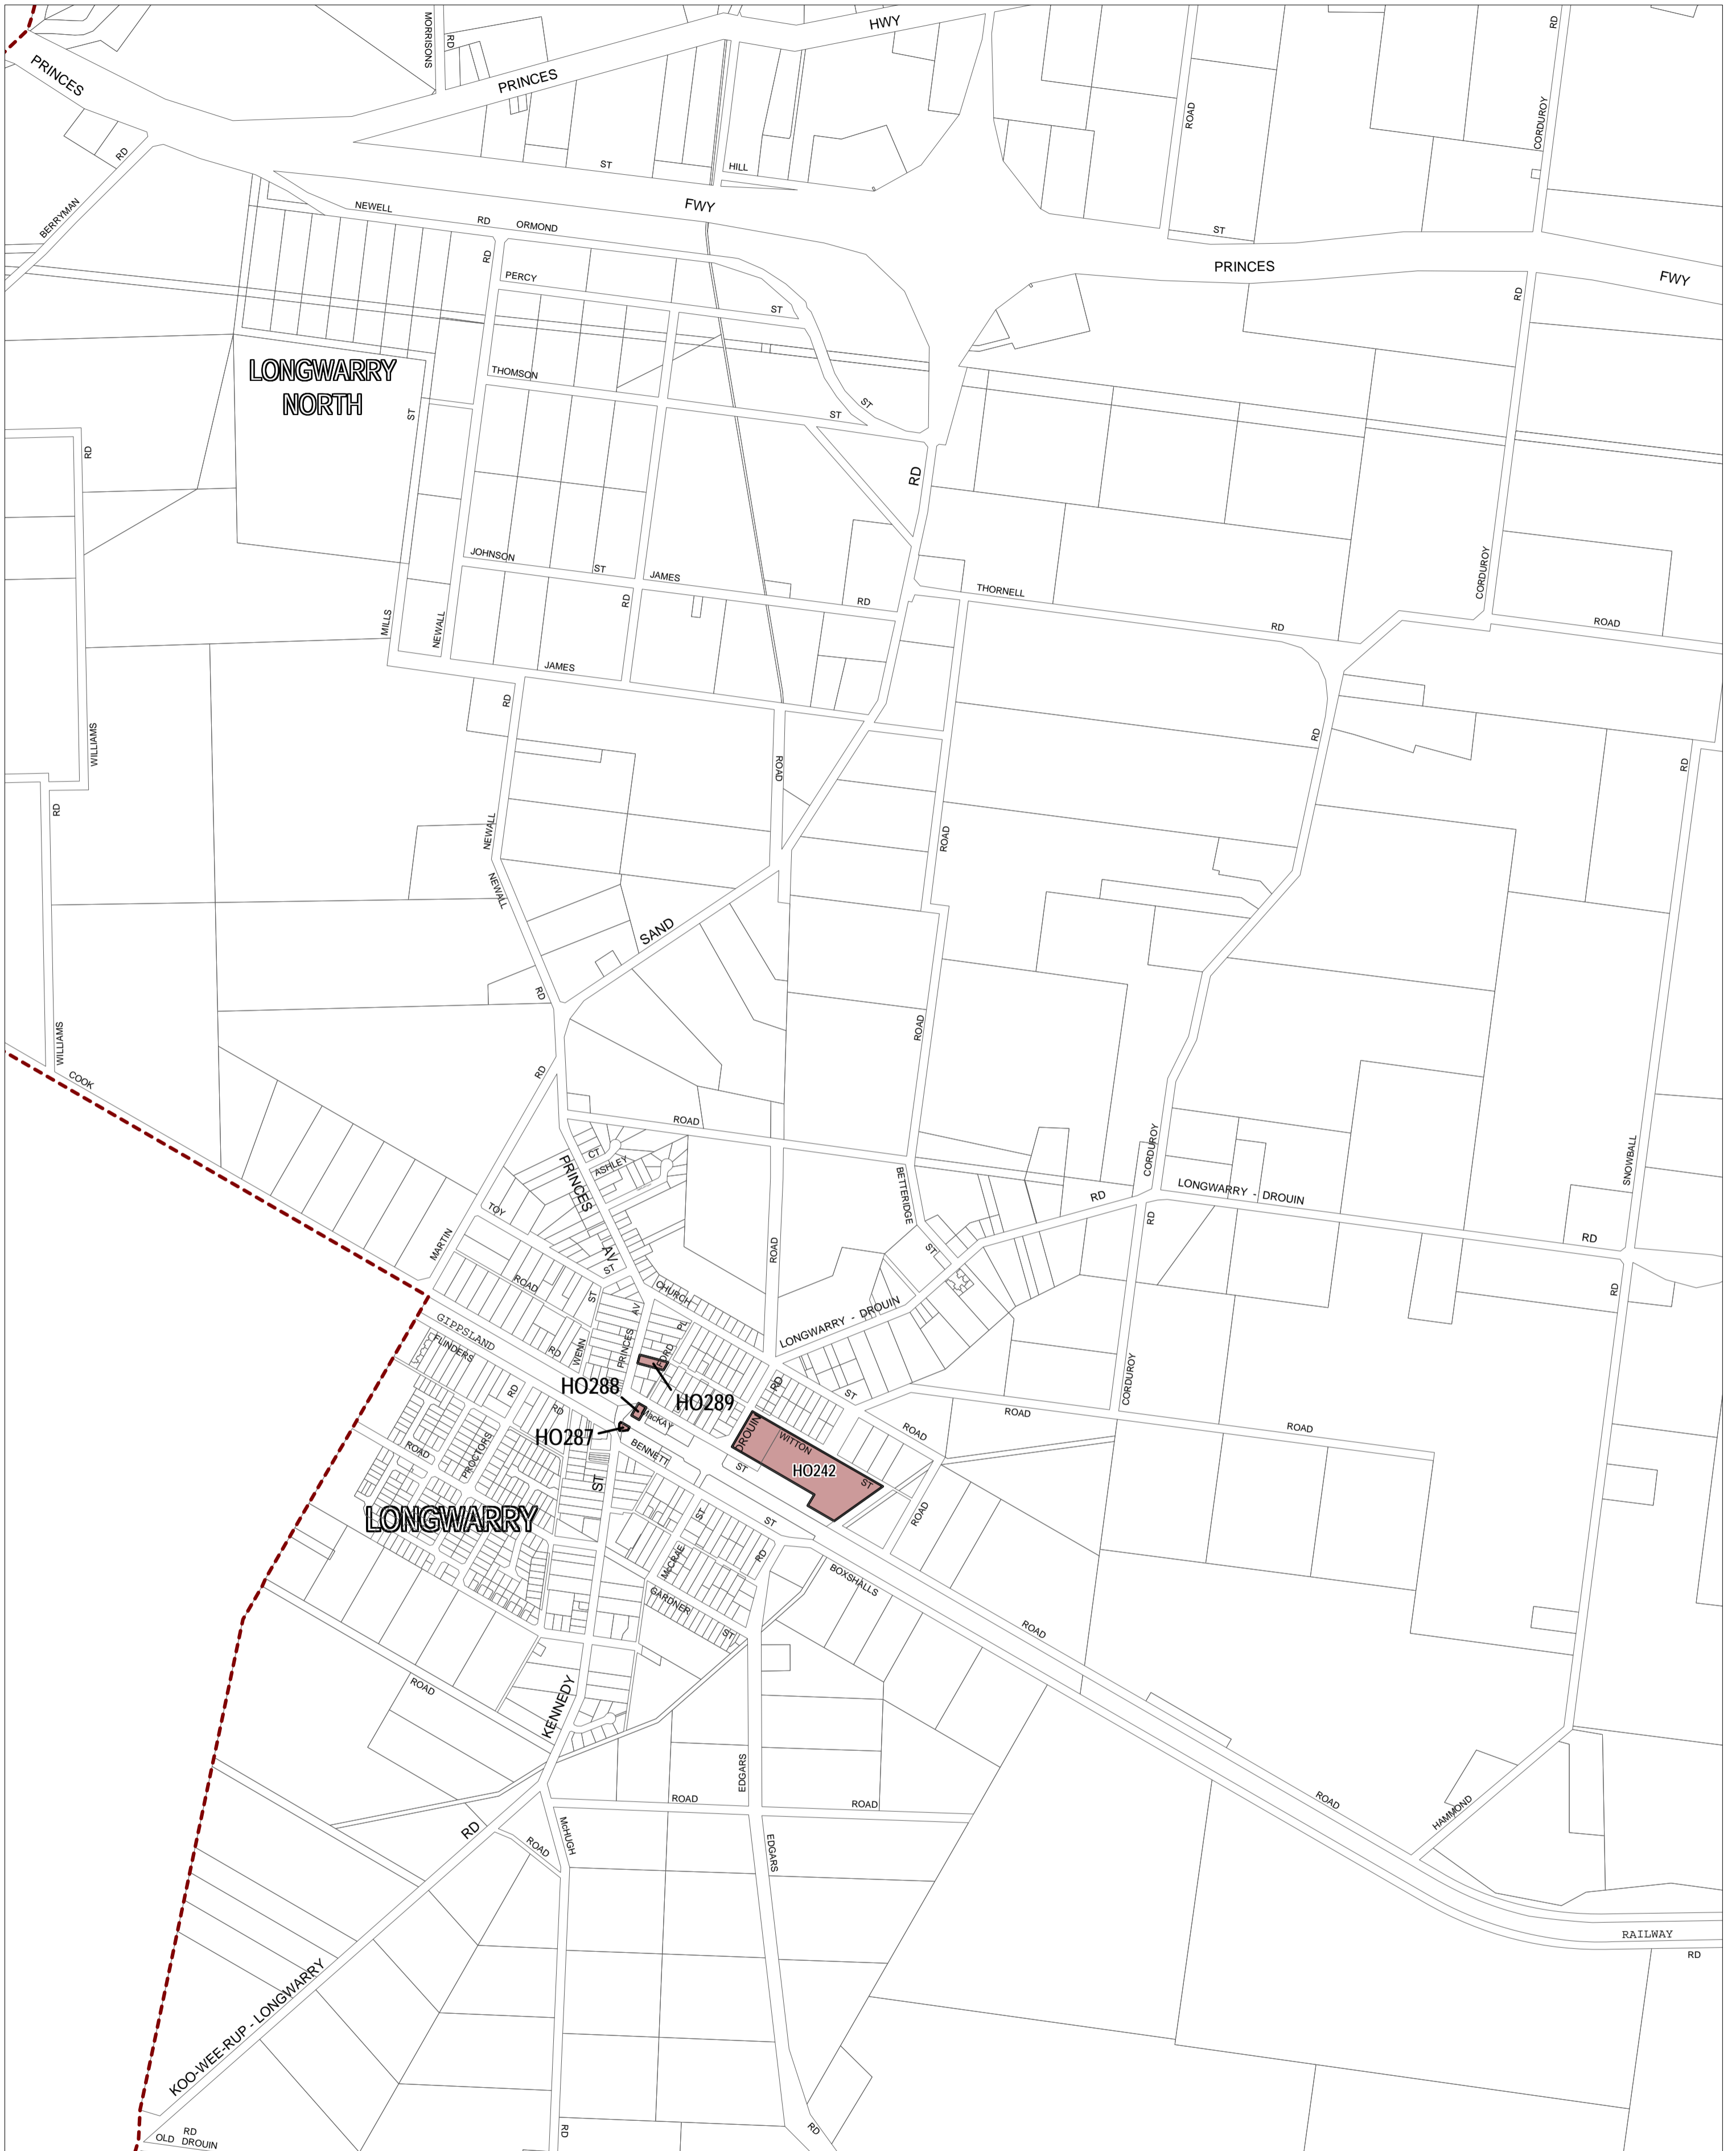 PRINCES
MORRISONS
RD
PRINCES
HWY
RD
ROAD
CORDUROY
RD
BERRYMAN
ST
HILL
FWY
NEWELL
RD
ORMOND
ST
PRINCES
FWY
RD
PERCY
ST
RD
LONGWARRY
NORTH
THOMSON
ST
ST
ST
RD
RD
JOHNSON
ST
JAMES
RD
RD
THORNELL
RD
CORDUROY
ROAD
MILLS
NEWALL
JAMES
RD
WILLIAMS
RD
ROAD
RD
RD
NEWALL
NEWALL
ROAD
SAND
RD
ROAD
WILLIAMS
COOK
RD
ROAD
CT
ASHLEY
PRINCES
AV
TOY
MARTIN
BETTERIDGE
ST
CORDUROY
RD
LONGWARRY - DROUIN
RD
SNOWBALL
RD
RD
ROAD
ST
CHURCH
ROAD
ST
AV
PL
LONGWARRY - DROUIN
GIPPSLAND
FLINDERS
RD
WENN
PRINCES
FORD
HO288
HO289
HO287
MacKAY
RD
ST
CORDUROY
ROAD
ROAD
ROAD
DROUIN
WITTON
HO242
ST
RD
RD
BENNETT
ST
ROAD
PROCTORS
ST
LONGWARRY
ST
ST
ROAD
McCRAE
RD
BOXSHALLS
GARDNER
ST
ROAD
ROAD
KENNEDY
EDGARS
ROAD
ROAD
ROAD
HAMMOND
RD
ROAD
McHUGH
EDGARS
RAILWAY
RD
KOO-WEE-RUP - LONGWARRY
RD
OLD DROUIN
RD
RD